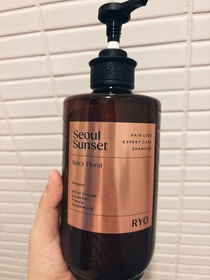 Seoul
Sunset
HAIR LOSS
EXPERT CARE
SHAMPOO
Spicy Floral
RYO